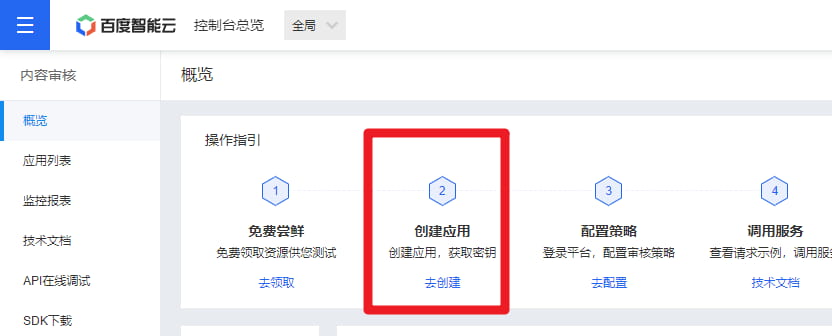 百度智能云 控制台总览 全局
内容审核
概览
概览
应用列表
监控报表
技术文档
API在线调试
SDK下载
操作指引
1 2 3 4
免费尝鲜 创建应用 配置策略 调用服务
免费领取资源供您测试 创建应用，获取密钥 登录平台，配置审核策略 查看请求示例，调用服
去领取 去创建 去配置 技术文档